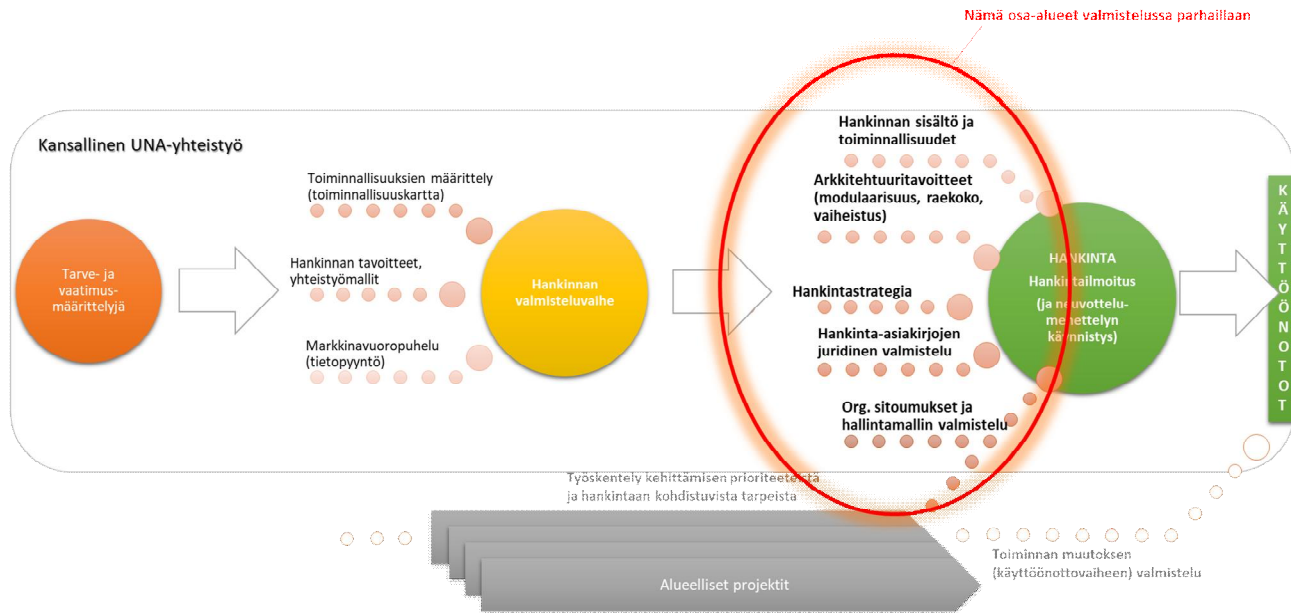 Nämä osa-alueet valmistelussa parhaillaan
Kansallinen UNA-yhteistyö
Tarve- ja
vaatimus-
määrittelyjä
Toiminnallisuuksien määrittely
(toiminnallisuuskartta)
Hankinnan tavoitteet,
yhteistyömallit
Markkinavuoropuhelu
(tietopyyntö)
Hankinnan
valmisteluvaihe
Hankinnan sisältö ja
toiminnallisuudet
Arkkitehtuuritavoitteet
(modulaarisuus, raekoko,
vaiheistus)
Hankintastrategia
Hankinta-asiakirjojen
juridinen valmistelu
Org. sitoumukset ja
hallintamallin valmistelu
HANKINTA
Hankintailmoitus
(ja neuvottelu-
menettelyn
käynnistys)
KÄYTTÖÖNOTOT
Työskentely kehittämisen prioriteeteistä
ja hankintaan kohdistuvista tarpeista
Alueelliset projektit
Toiminnan muutoksen
(käyttöönottovaiheen) valmistelu